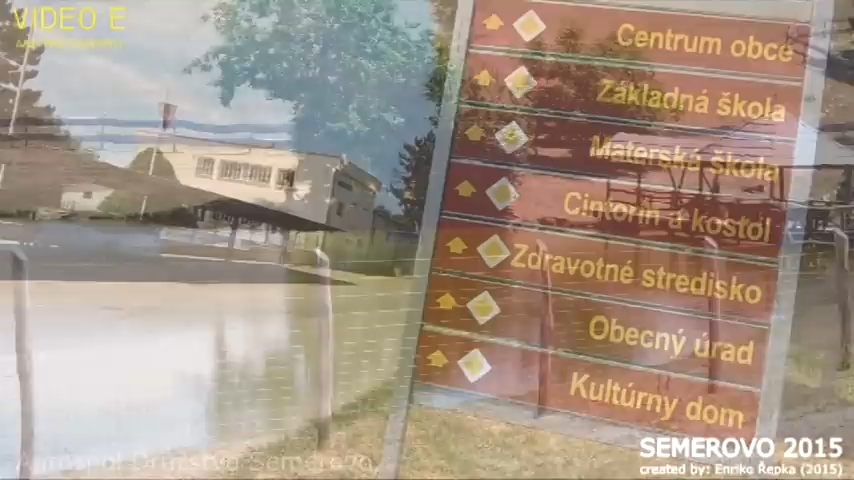 VIDEO E
Centrum obce
Základná škola
Materská škola
Cintorín a kostol
Zdravotné stredisko
Obecný úrad
Kultúrny dom
SEMEROVO 2015
created by: Enriko Řepka (2015)